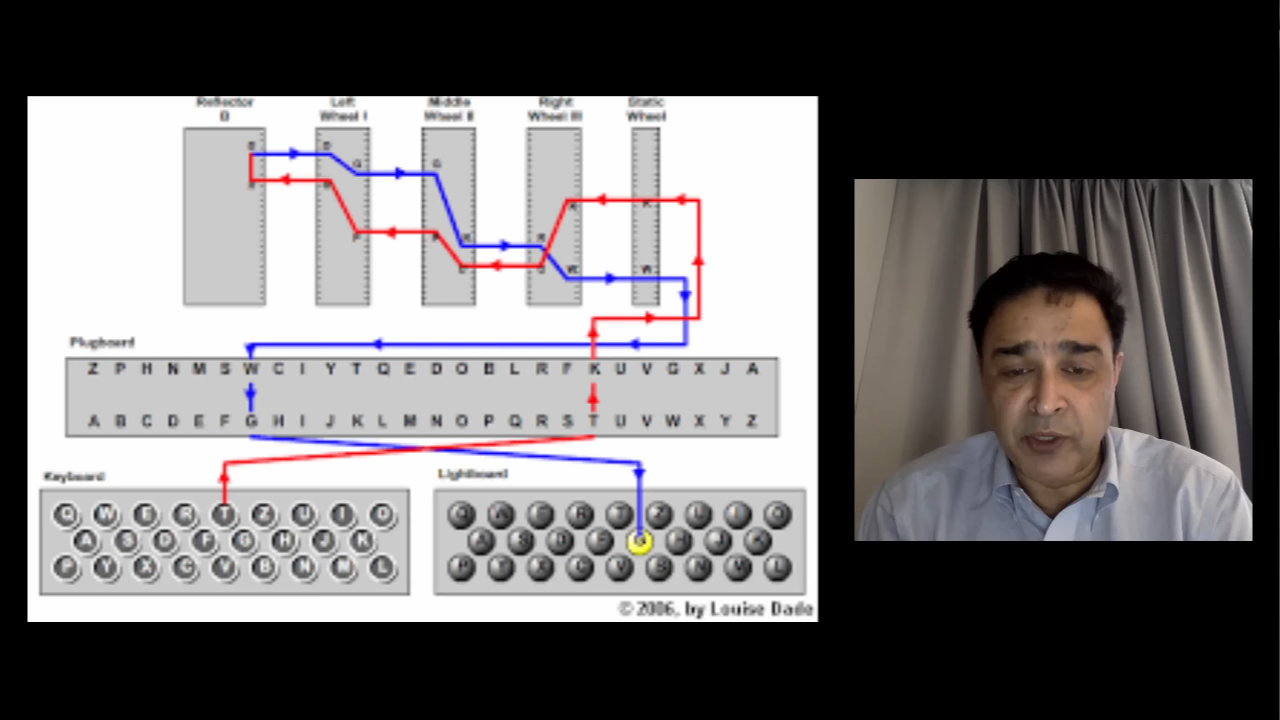 Reflector Left Middle Right Static
B Wheel I Wheel II Wheel III Wheel
Plugboard
Z P H N M S W C I Y T Q E D O B L R F K U V G X J A
A B C D E F G H I J K L M N O P Q R S T U V W X Y Z
Keyboard Lightboard
Q W E R T Z U I O Q W E R T Z U I O
A S D F G H J K A S D F G H J K
P Y X C V B N M L P Y X C V B N M L
© 2006, by Louise Dade